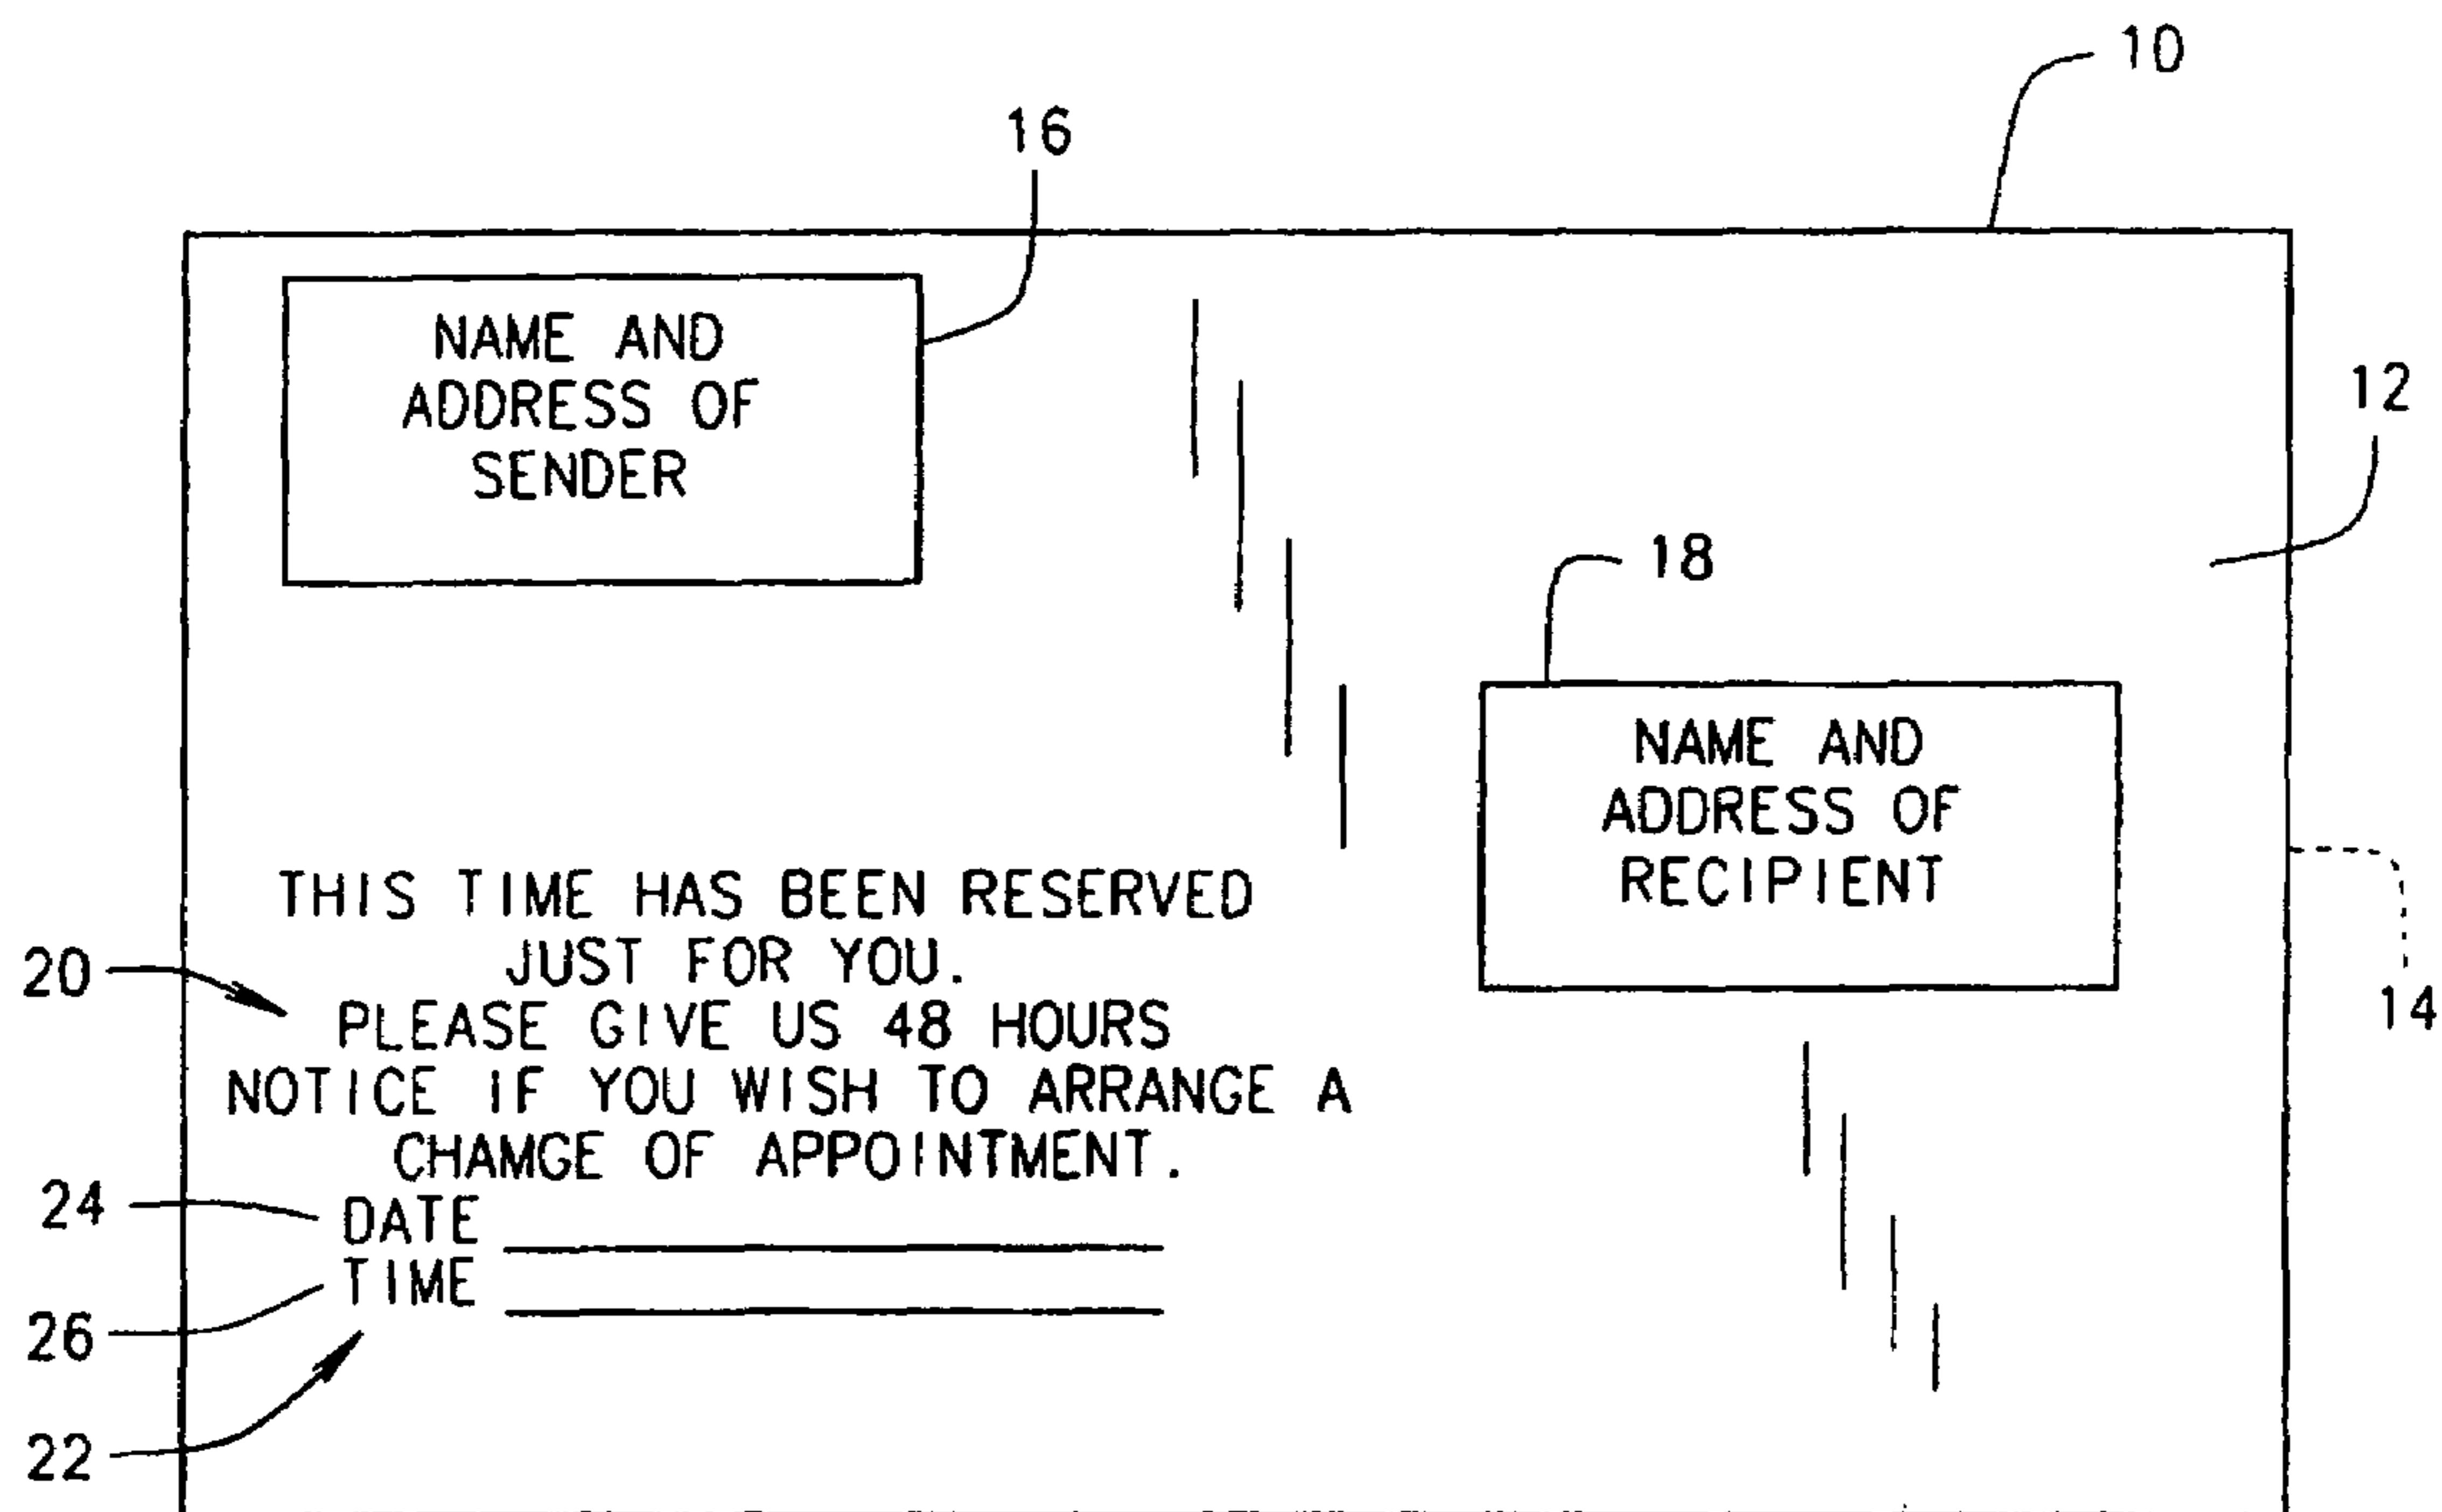 10
16
NAME AND
ADDRESS OF
SENDER
12
18
NAME AND
ADDRESS OF
RECIPIENT
14
THIS TIME HAS BEEN RESERVED
JUST FOR YOU.
20
PLEASE GIVE US 48 HOURS
NOTICE IF YOU WISH TO ARRANGE A
CHAMGE OF APPOINTMENT.
24 DATE
TIME
26
22